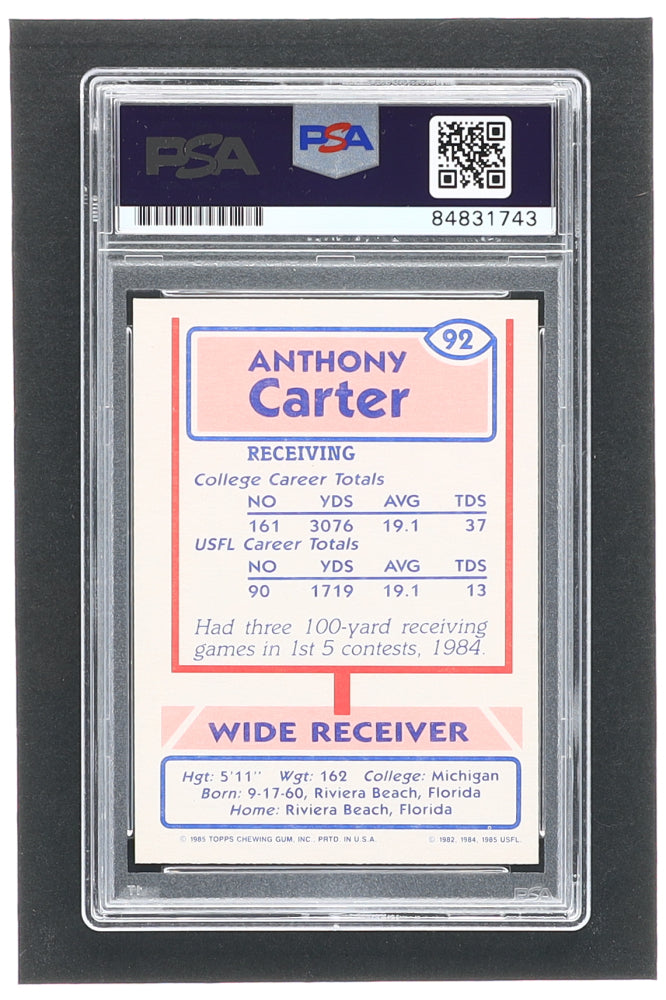 PSA PSA
84831743
92
ANTHONY
Carter
RECEIVING
College Career Totals
NO YDS AVG TDS
161 3076 19.1 37
USFL Career Totals
NO YDS AVG TDS
90 1719 19.1 13
Had three 100-yard receiving
games in 1st 5 contests, 1984.
WIDE RECEIVER
Hgt: 5'11" Wgt: 162 College: Michigan
Born: 9-17-60, Riviera Beach, Florida
Home: Riviera Beach, Florida
© 1985 TOPPS CHEWING GUM, INC., PRTD. IN U.S.A. © 1982, 1984, 1985 USFL.
PSA